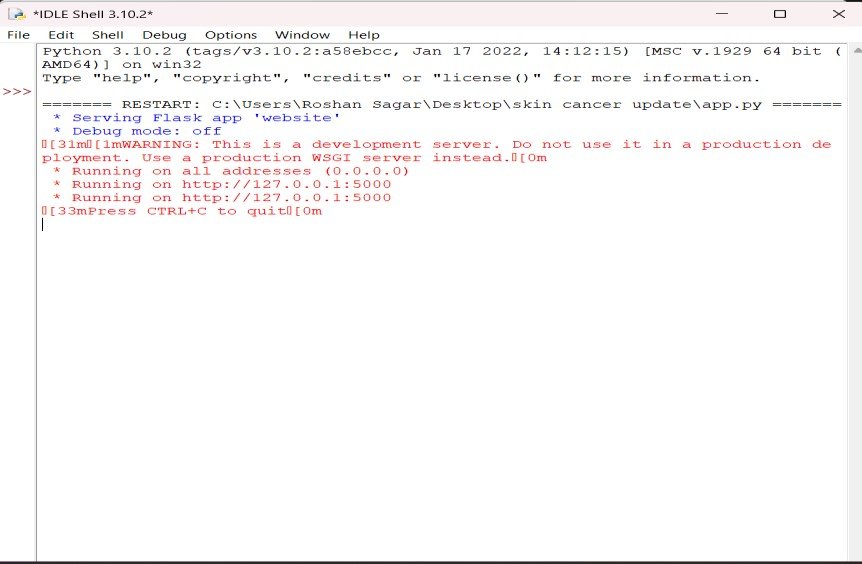 *IDLE Shell 3.10.2*
File Edit Shell Debug Options Window Help
Python 3.10.2 (tags/v3.10.2:a58ebcc, Jan 17 2022, 14:12:15) [MSC v.1929 64 bit (
AMD64)] on win32
Type "help", "copyright", "credits" or "license()" for more information.
>>>
======= RESTART: C:\Users\Roshan Sagar\Desktop\skin cancer update\app.py =======
 * Serving Flask app 'website'
 * Debug mode: off
▯[31m▯[1mWARNING: This is a development server. Do not use it in a production de
ployment. Use a production WSGI server instead.▯[0m
 * Running on all addresses (0.0.0.0)
 * Running on http://127.0.0.1:5000
 * Running on http://127.0.0.1:5000
▯[33mPress CTRL+C to quit▯[0m